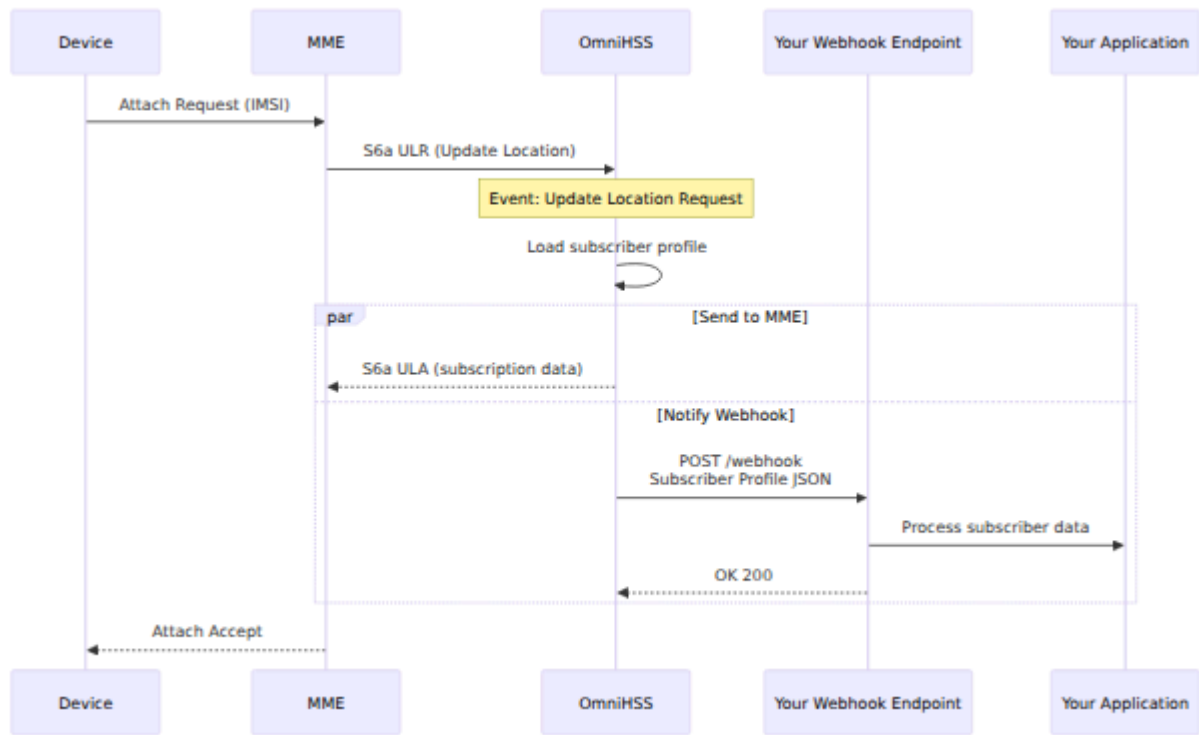 Device
MME
OmniHSS
Your Webhook Endpoint
Your Application
Attach Request (IMSI)
S6a ULR (Update Location)
Event: Update Location Request
Load subscriber profile
par
[Send to MME]
S6a ULA (subscription data)
[Notify Webhook]
POST /webhook
Subscriber Profile JSON
Process subscriber data
OK 200
Attach Accept
Device
MME
OmniHSS
Your Webhook Endpoint
Your Application